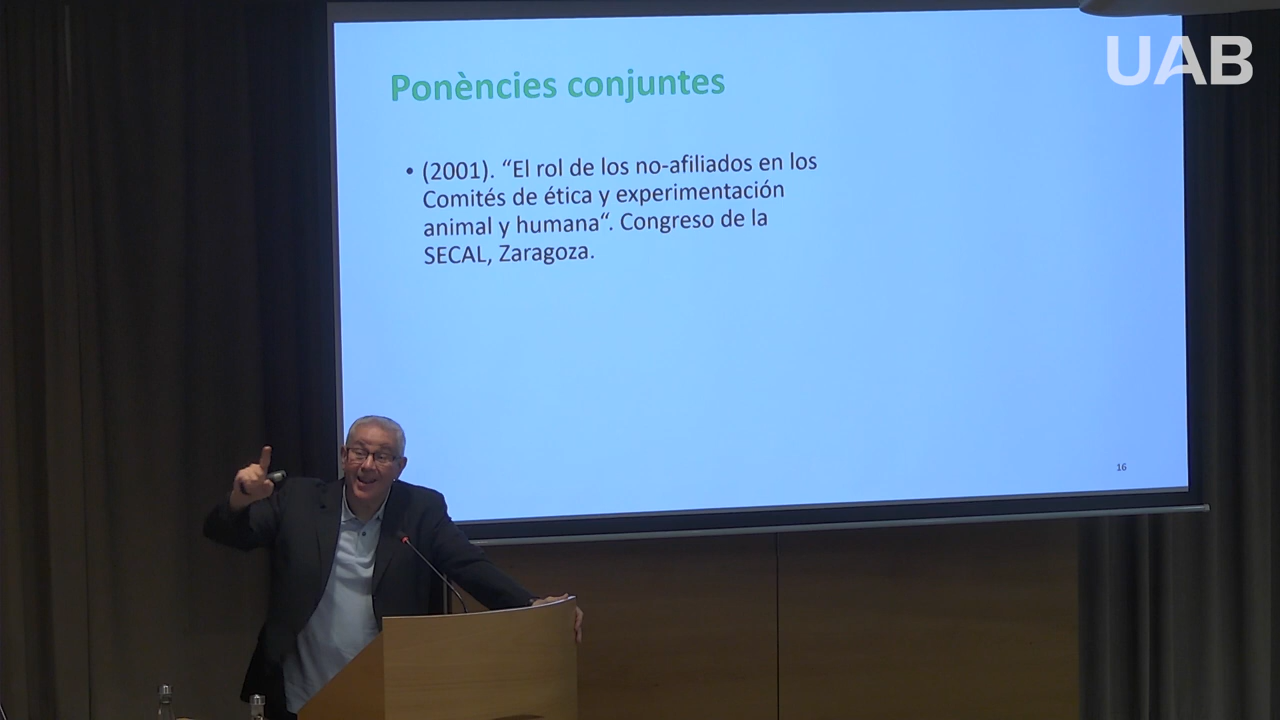 UAB
Ponències conjuntes
• (2001). “El rol de los no-afiliados en los
Comités de ética y experimentación
animal y humana“. Congreso de la
SECAL, Zaragoza.
16